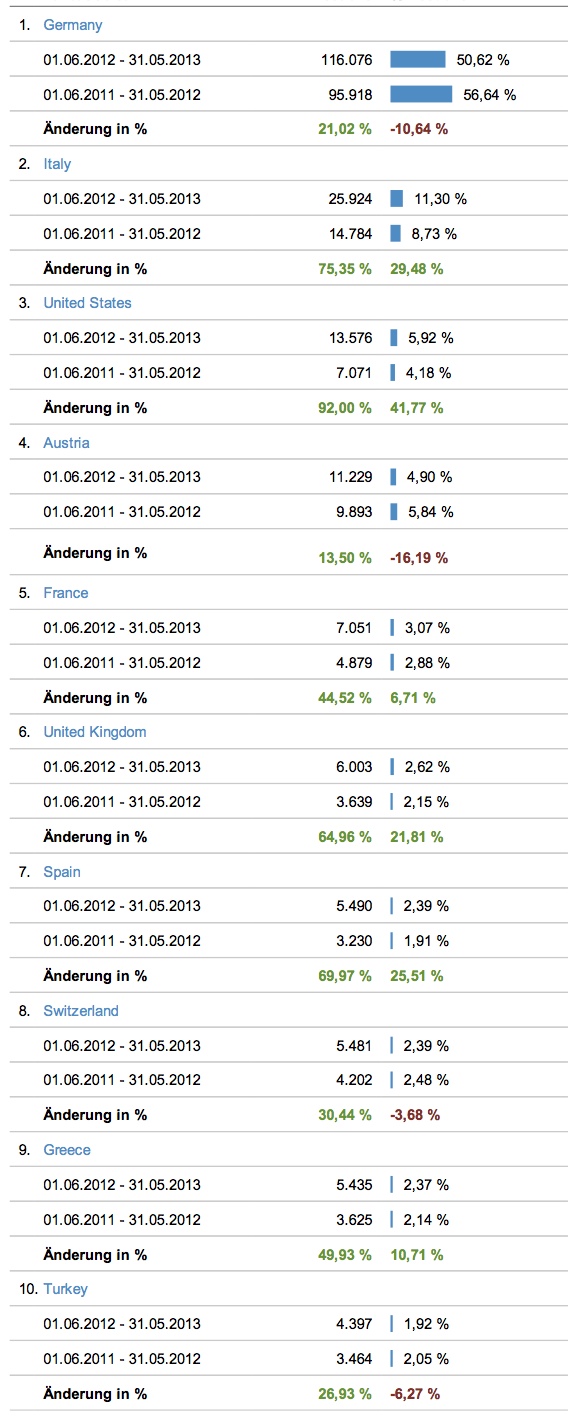 1. Germany
01.06.2012 - 31.05.2013 116.076 50,62 %
01.06.2011 - 31.05.2012 95.918 56,64 %
Änderung in % 21,02 % -10,64 %
2. Italy
01.06.2012 - 31.05.2013 25.924 11,30 %
01.06.2011 - 31.05.2012 14.784 8,73 %
Änderung in % 75,35 % 29,48 %
3. United States
01.06.2012 - 31.05.2013 13.576 5,92 %
01.06.2011 - 31.05.2012 7.071 4,18 %
Änderung in % 92,00 % 41,77 %
4. Austria
01.06.2012 - 31.05.2013 11.229 4,90 %
01.06.2011 - 31.05.2012 9.893 5,84 %
Änderung in % 13,50 % -16,19 %
5. France
01.06.2012 - 31.05.2013 7.051 3,07 %
01.06.2011 - 31.05.2012 4.879 2,88 %
Änderung in % 44,52 % 6,71 %
6. United Kingdom
01.06.2012 - 31.05.2013 6.003 2,62 %
01.06.2011 - 31.05.2012 3.639 2,15 %
Änderung in % 64,96 % 21,81 %
7. Spain
01.06.2012 - 31.05.2013 5.490 2,39 %
01.06.2011 - 31.05.2012 3.230 1,91 %
Änderung in % 69,97 % 25,51 %
8. Switzerland
01.06.2012 - 31.05.2013 5.481 2,39 %
01.06.2011 - 31.05.2012 4.202 2,48 %
Änderung in % 30,44 % -3,68 %
9. Greece
01.06.2012 - 31.05.2013 5.435 2,37 %
01.06.2011 - 31.05.2012 3.625 2,14 %
Änderung in % 49,93 % 10,71 %
10. Turkey
01.06.2012 - 31.05.2013 4.397 1,92 %
01.06.2011 - 31.05.2012 3.464 2,05 %
Änderung in % 26,93 % -6,27 %